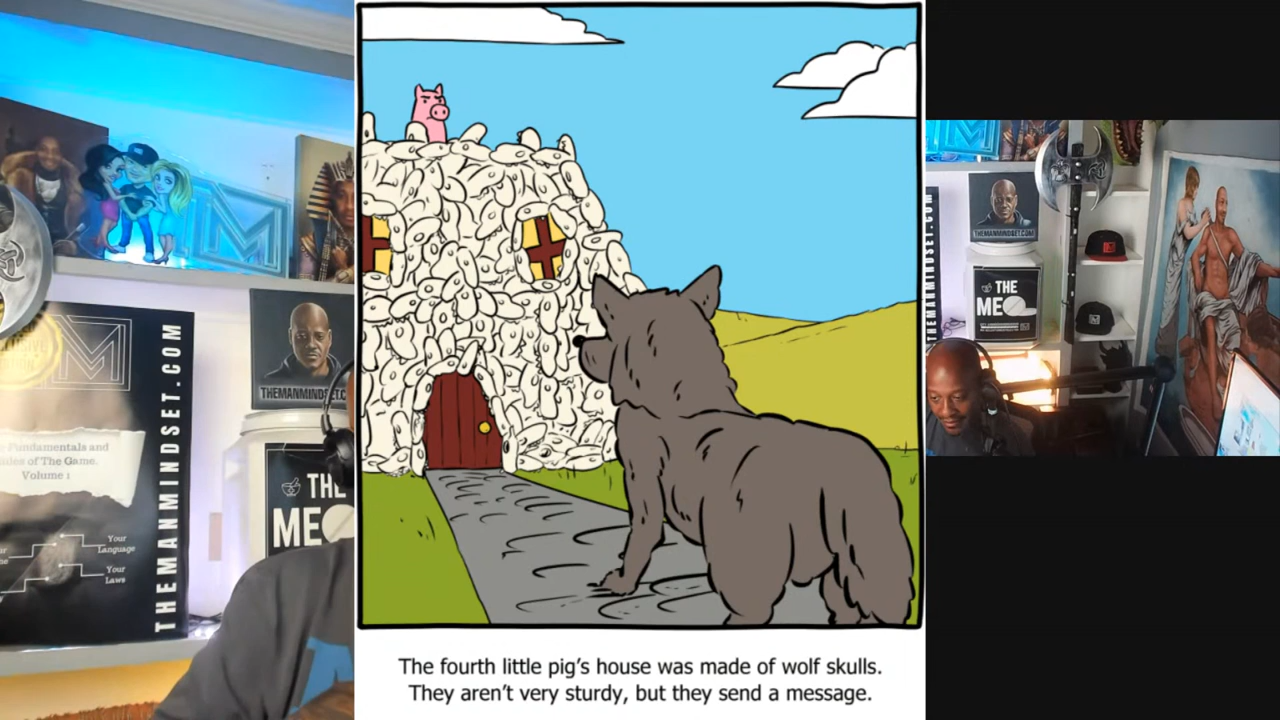 Fundamentals and
Rules of The Game.
Volume 1
Your
Language
Your
Laws
THEMANMINDSET.COM
THEMANMINDSET.C
THE
ME
The fourth little pig's house was made of wolf skulls.
They aren't very sturdy, but they send a message.
THEMANMINDSET.COM
THEMANMINDSET.COM
THE
ME